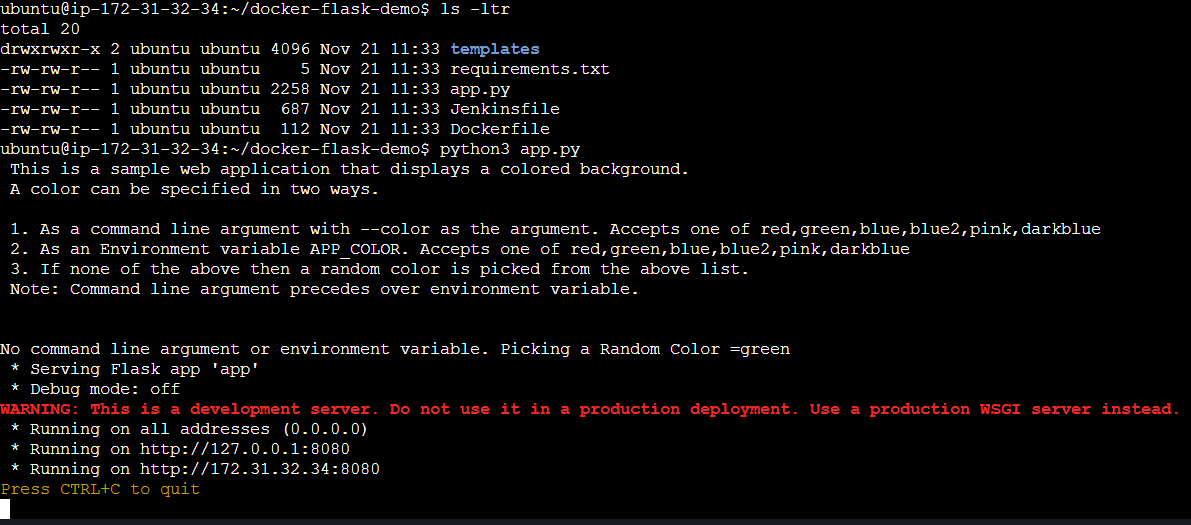 ubuntu@ip-172-31-32-34:~/docker-flask-demo$ ls -ltr
total 20
drwxrwxr-x 2 ubuntu ubuntu 4096 Nov 21 11:33 templates
-rw-rw-r-- 1 ubuntu ubuntu    5 Nov 21 11:33 requirements.txt
-rw-rw-r-- 1 ubuntu ubuntu 2258 Nov 21 11:33 app.py
-rw-rw-r-- 1 ubuntu ubuntu  687 Nov 21 11:33 Jenkinsfile
-rw-rw-r-- 1 ubuntu ubuntu  112 Nov 21 11:33 Dockerfile
ubuntu@ip-172-31-32-34:~/docker-flask-demo$ python3 app.py
 This is a sample web application that displays a colored background.
 A color can be specified in two ways.

 1. As a command line argument with --color as the argument. Accepts one of red,green,blue,blue2,pink,darkblue
 2. As an Environment variable APP_COLOR. Accepts one of red,green,blue,blue2,pink,darkblue
 3. If none of the above then a random color is picked from the above list.
 Note: Command line argument precedes over environment variable.


No command line argument or environment variable. Picking a Random Color =green
 * Serving Flask app 'app'
 * Debug mode: off
WARNING: This is a development server. Do not use it in a production deployment. Use a production WSGI server instead.
 * Running on all addresses (0.0.0.0)
 * Running on http://127.0.0.1:8080
 * Running on http://172.31.32.34:8080
Press CTRL+C to quit